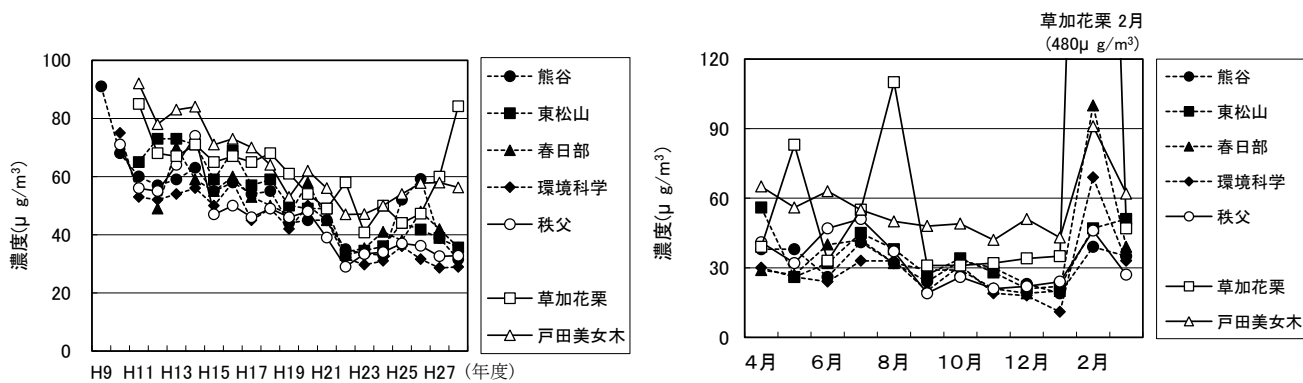 100
80
60
40
20
0
濃度(μ g/m³)
H9 H11 H13 H15 H17 H19 H21 H23 H25 H27 (年度)
熊谷
東松山
春日部
環境科学
秩父
草加花栗
戸田美女木
草加花栗 2月
(480μ g/m³)
120
90
60
30
0
濃度(μ g/m³)
4月 6月 8月 10月 12月 2月
熊谷
東松山
春日部
環境科学
秩父
草加花栗
戸田美女木